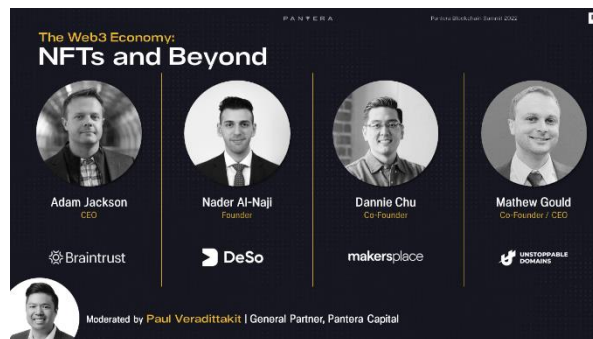 PANTERA
Pantera Blockchain Summit 2022
The Web3 Economy:
NFTs and Beyond
Adam Jackson
CEO
Braintrust
Nader Al-Naji
Founder
DeSo
Dannie Chu
Co-Founder
makersplace
Mathew Gould
Co-Founder / CEO
UNSTOPPABLE
DOMAINS
Moderated by Paul Veradittakit | General Partner, Pantera Capital